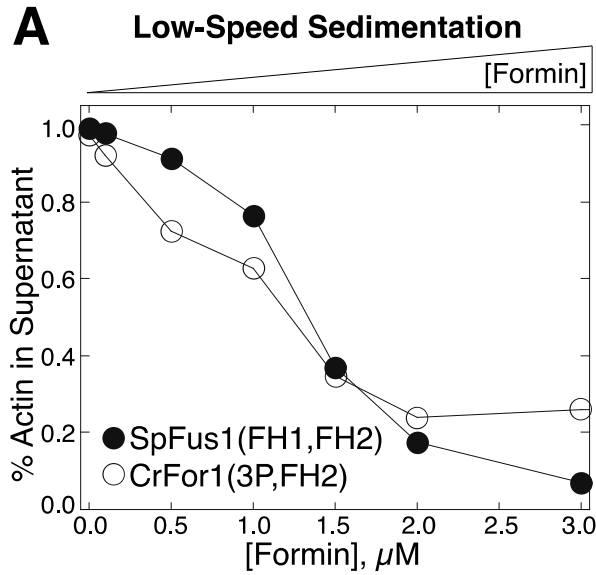 A
Low-Speed Sedimentation
[Formin]
% Actin in Supernatant
1.0
0.8
0.6
0.4
0.2
0.0
SpFus1(FH1,FH2)
CrFor1(3P,FH2)
0.0 0.5 1.0 1.5 2.0 2.5 3.0
[Formin], μM